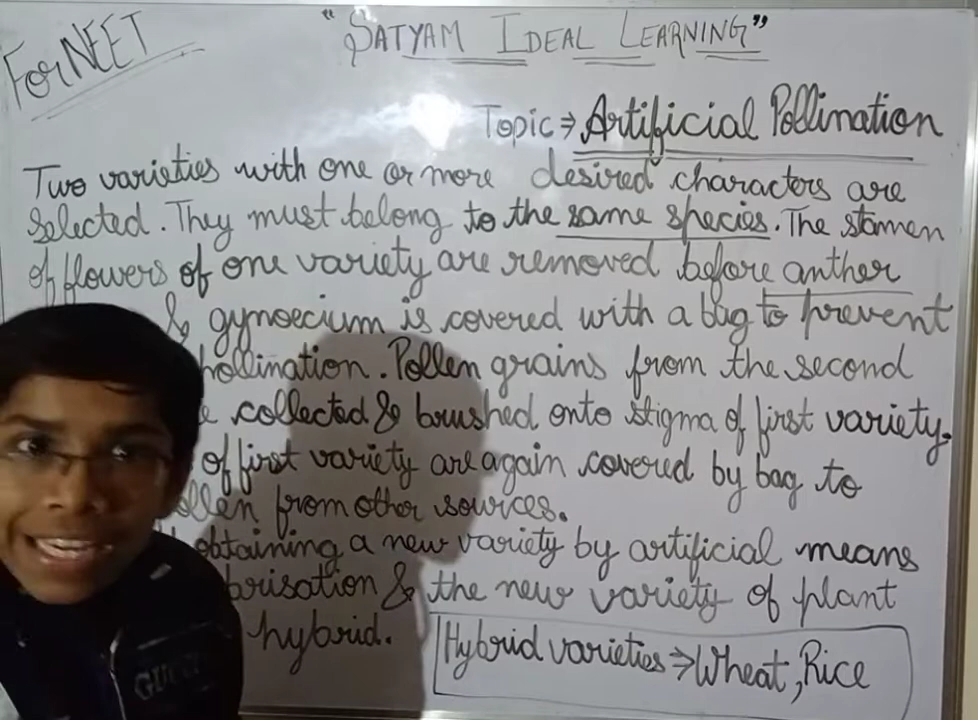 For NEET
"SATYAM IDEAL LEARNING"
Topic ⇒ Artificial Pollination
Two varieties with one or more desired characters are
selected. They must belong to the same species. The stamen
of flowers of one variety are removed before anther
& gynoecium is covered with a bag to prevent
pollination. Pollen grains from the second
collected & brushed onto stigma of first variety.
of first variety are again covered by bag to
from other sources.
obtaining a new variety by artificial means
& the new variety of plant
hybrid.
Hybrid varieties ⇒ Wheat, Rice
GUCCI